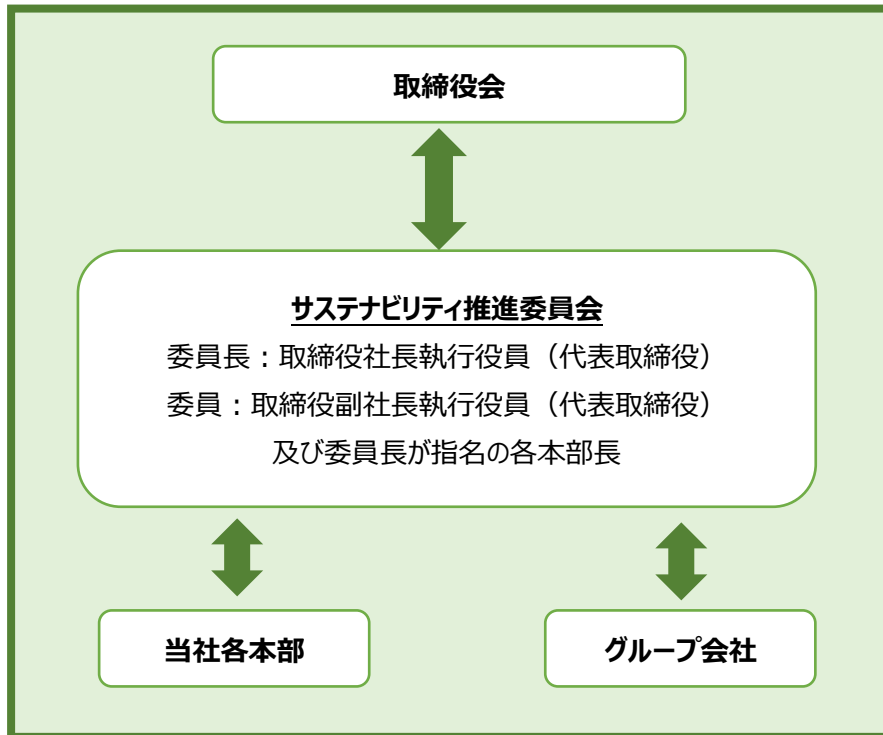 取締役会
サステナビリティ推進委員会
委員長：取締役社長執行役員（代表取締役）
委員：取締役副社長執行役員（代表取締役）
及び委員長が指名の各本部長
当社各本部
グループ会社